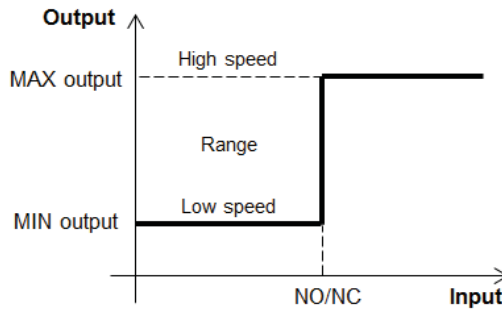 Output
High speed
MAX output
Range
Low speed
MIN output
NO/NC
Input